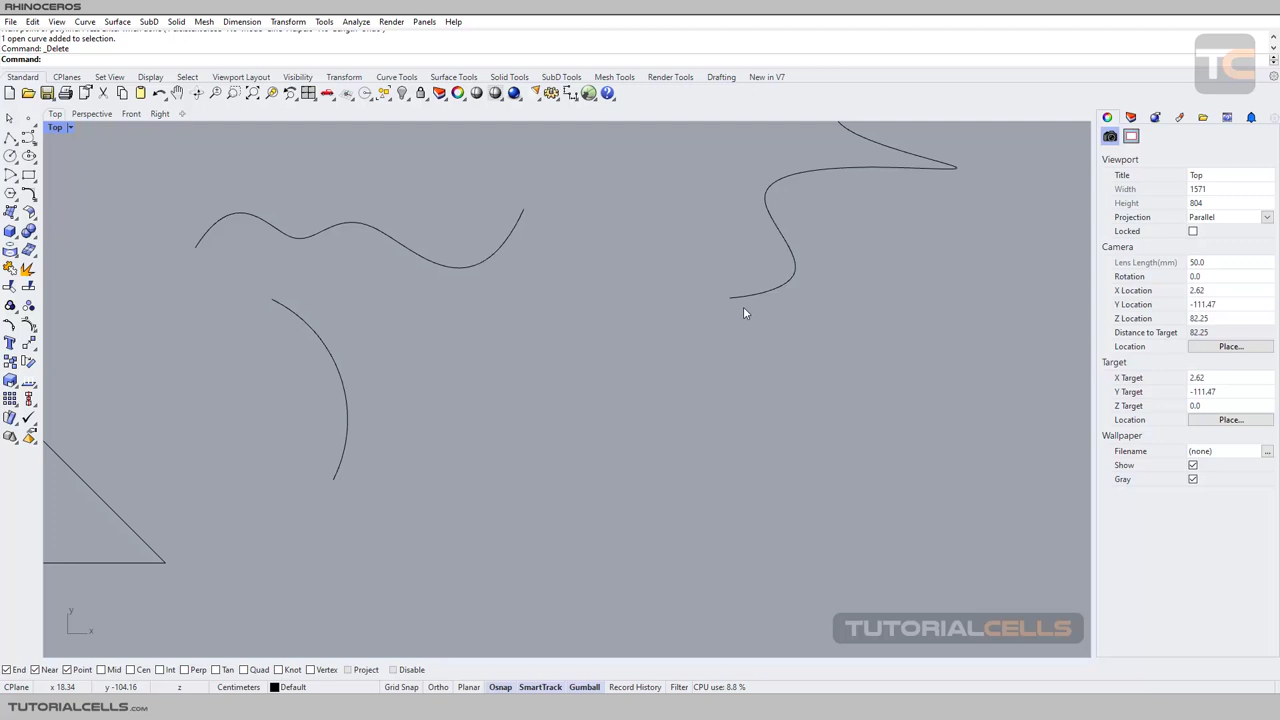 RHINOCEROS
File Edit View Curve Surface SubD Solid Mesh Dimension Transform Tools Analyze Render Panels Help
1 open curve added to selection.
Command: _Delete
Command:
Standard CPlanes Set View Display Select Viewport Layout Visibility Transform Curve Tools Surface Tools Solid Tools SubD Tools Mesh Tools Render Tools Drafting New in V7
TC
Top Perspective Front Right
Top
Viewport
Title Top
Width 1571
Height 804
Projection Parallel
Locked
Camera
Lens Length(mm) 50.0
Rotation 0.0
X Location 2.62
Y Location -111.47
Z Location 82.25
Distance to Target 82.25
Location Place...
Target
X Target 2.62
Y Target -111.47
Z Target 0.0
Location Place...
Wallpaper
Filename (none) ...
Show
Gray
y
x
TUTORIALCELLS
End Near Point Mid Cen Int Perp Tan Quad Knot Vertex Project Disable
CPlane x 18.34 y -104.16 z Centimeters Default Grid Snap Ortho Planar Osnap SmartTrack Gumball Record History Filter CPU use: 8.8 %
TUTORIALCELLS.com